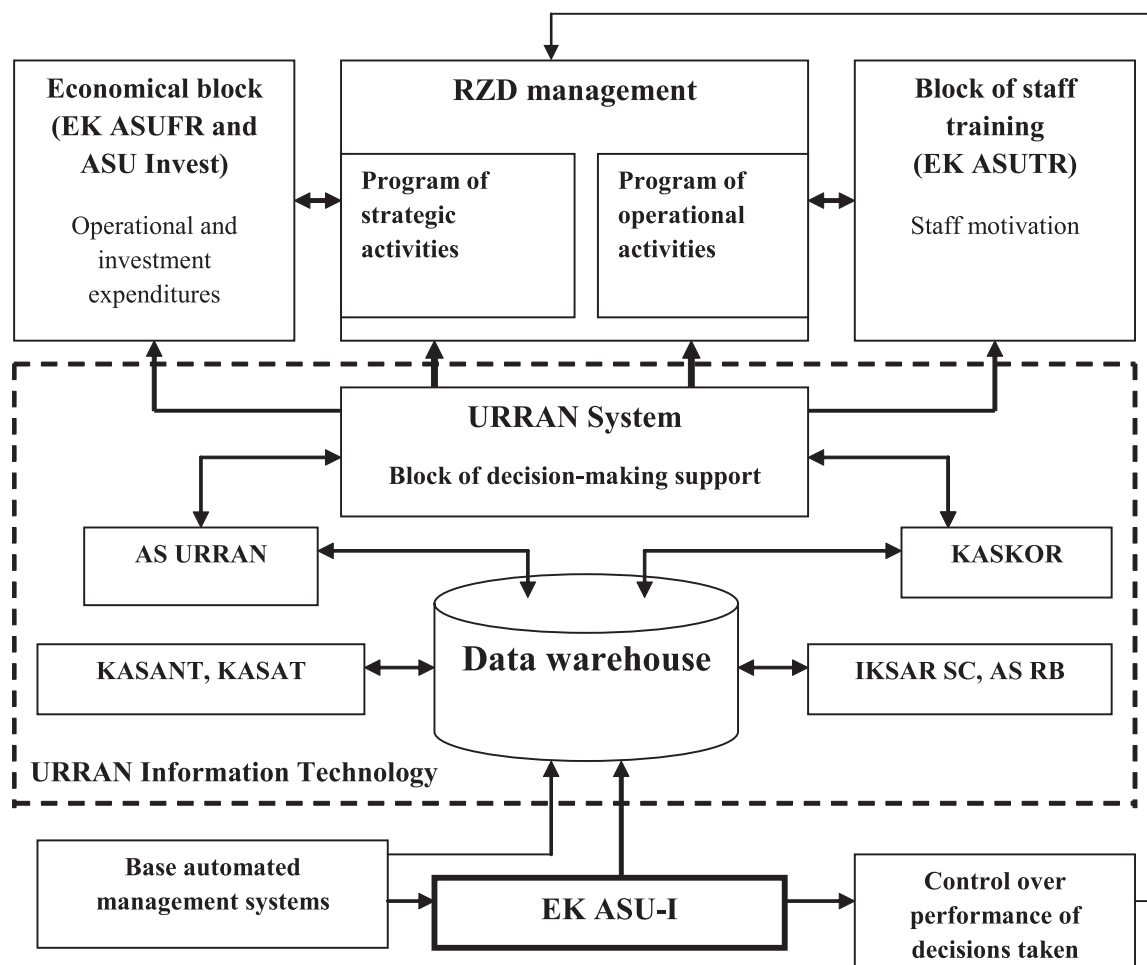 Economical block
(EK ASUFR and
ASU Invest)
Operational and
investment
expenditures
RZD management
Program of
strategic
activities
Program of
operational
activities
Block of staff
training
(EK ASUTR)
Staff motivation
URRAN System
Block of decision-making support
AS URRAN
KASKOR
Data warehouse
KASANT, KASAT
IKSAR SC, AS RB
URRAN Information Technology
Base automated
management systems
EK ASU-I
Control over
performance of
decisions taken